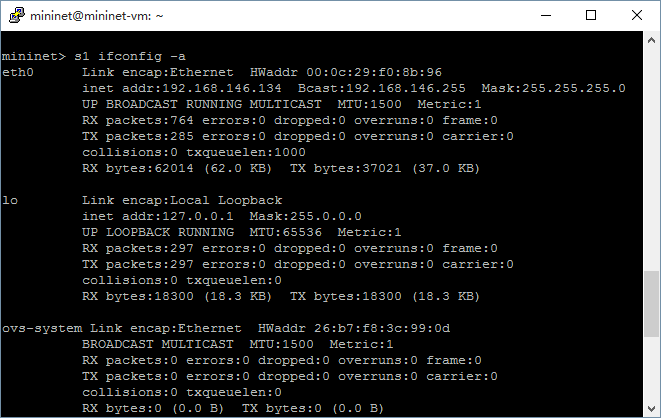 mininet@mininet-vm: ~
mininet> s1 ifconfig -a
eth0      Link encap:Ethernet  HWaddr 00:0c:29:f0:8b:96
          inet addr:192.168.146.134  Bcast:192.168.146.255  Mask:255.255.255.0
          UP BROADCAST RUNNING MULTICAST  MTU:1500  Metric:1
          RX packets:764 errors:0 dropped:0 overruns:0 frame:0
          TX packets:285 errors:0 dropped:0 overruns:0 carrier:0
          collisions:0 txqueuelen:1000
          RX bytes:62014 (62.0 KB)  TX bytes:37021 (37.0 KB)
lo        Link encap:Local Loopback
          inet addr:127.0.0.1  Mask:255.0.0.0
          UP LOOPBACK RUNNING  MTU:65536  Metric:1
          RX packets:297 errors:0 dropped:0 overruns:0 frame:0
          TX packets:297 errors:0 dropped:0 overruns:0 carrier:0
          collisions:0 txqueuelen:0
          RX bytes:18300 (18.3 KB)  TX bytes:18300 (18.3 KB)
ovs-system Link encap:Ethernet  HWaddr 26:b7:f8:3c:99:0d
          BROADCAST MULTICAST  MTU:1500  Metric:1
          RX packets:0 errors:0 dropped:0 overruns:0 frame:0
          TX packets:0 errors:0 dropped:0 overruns:0 carrier:0
          collisions:0 txqueuelen:0
          RX bytes:0 (0.0 B)  TX bytes:0 (0.0 B)